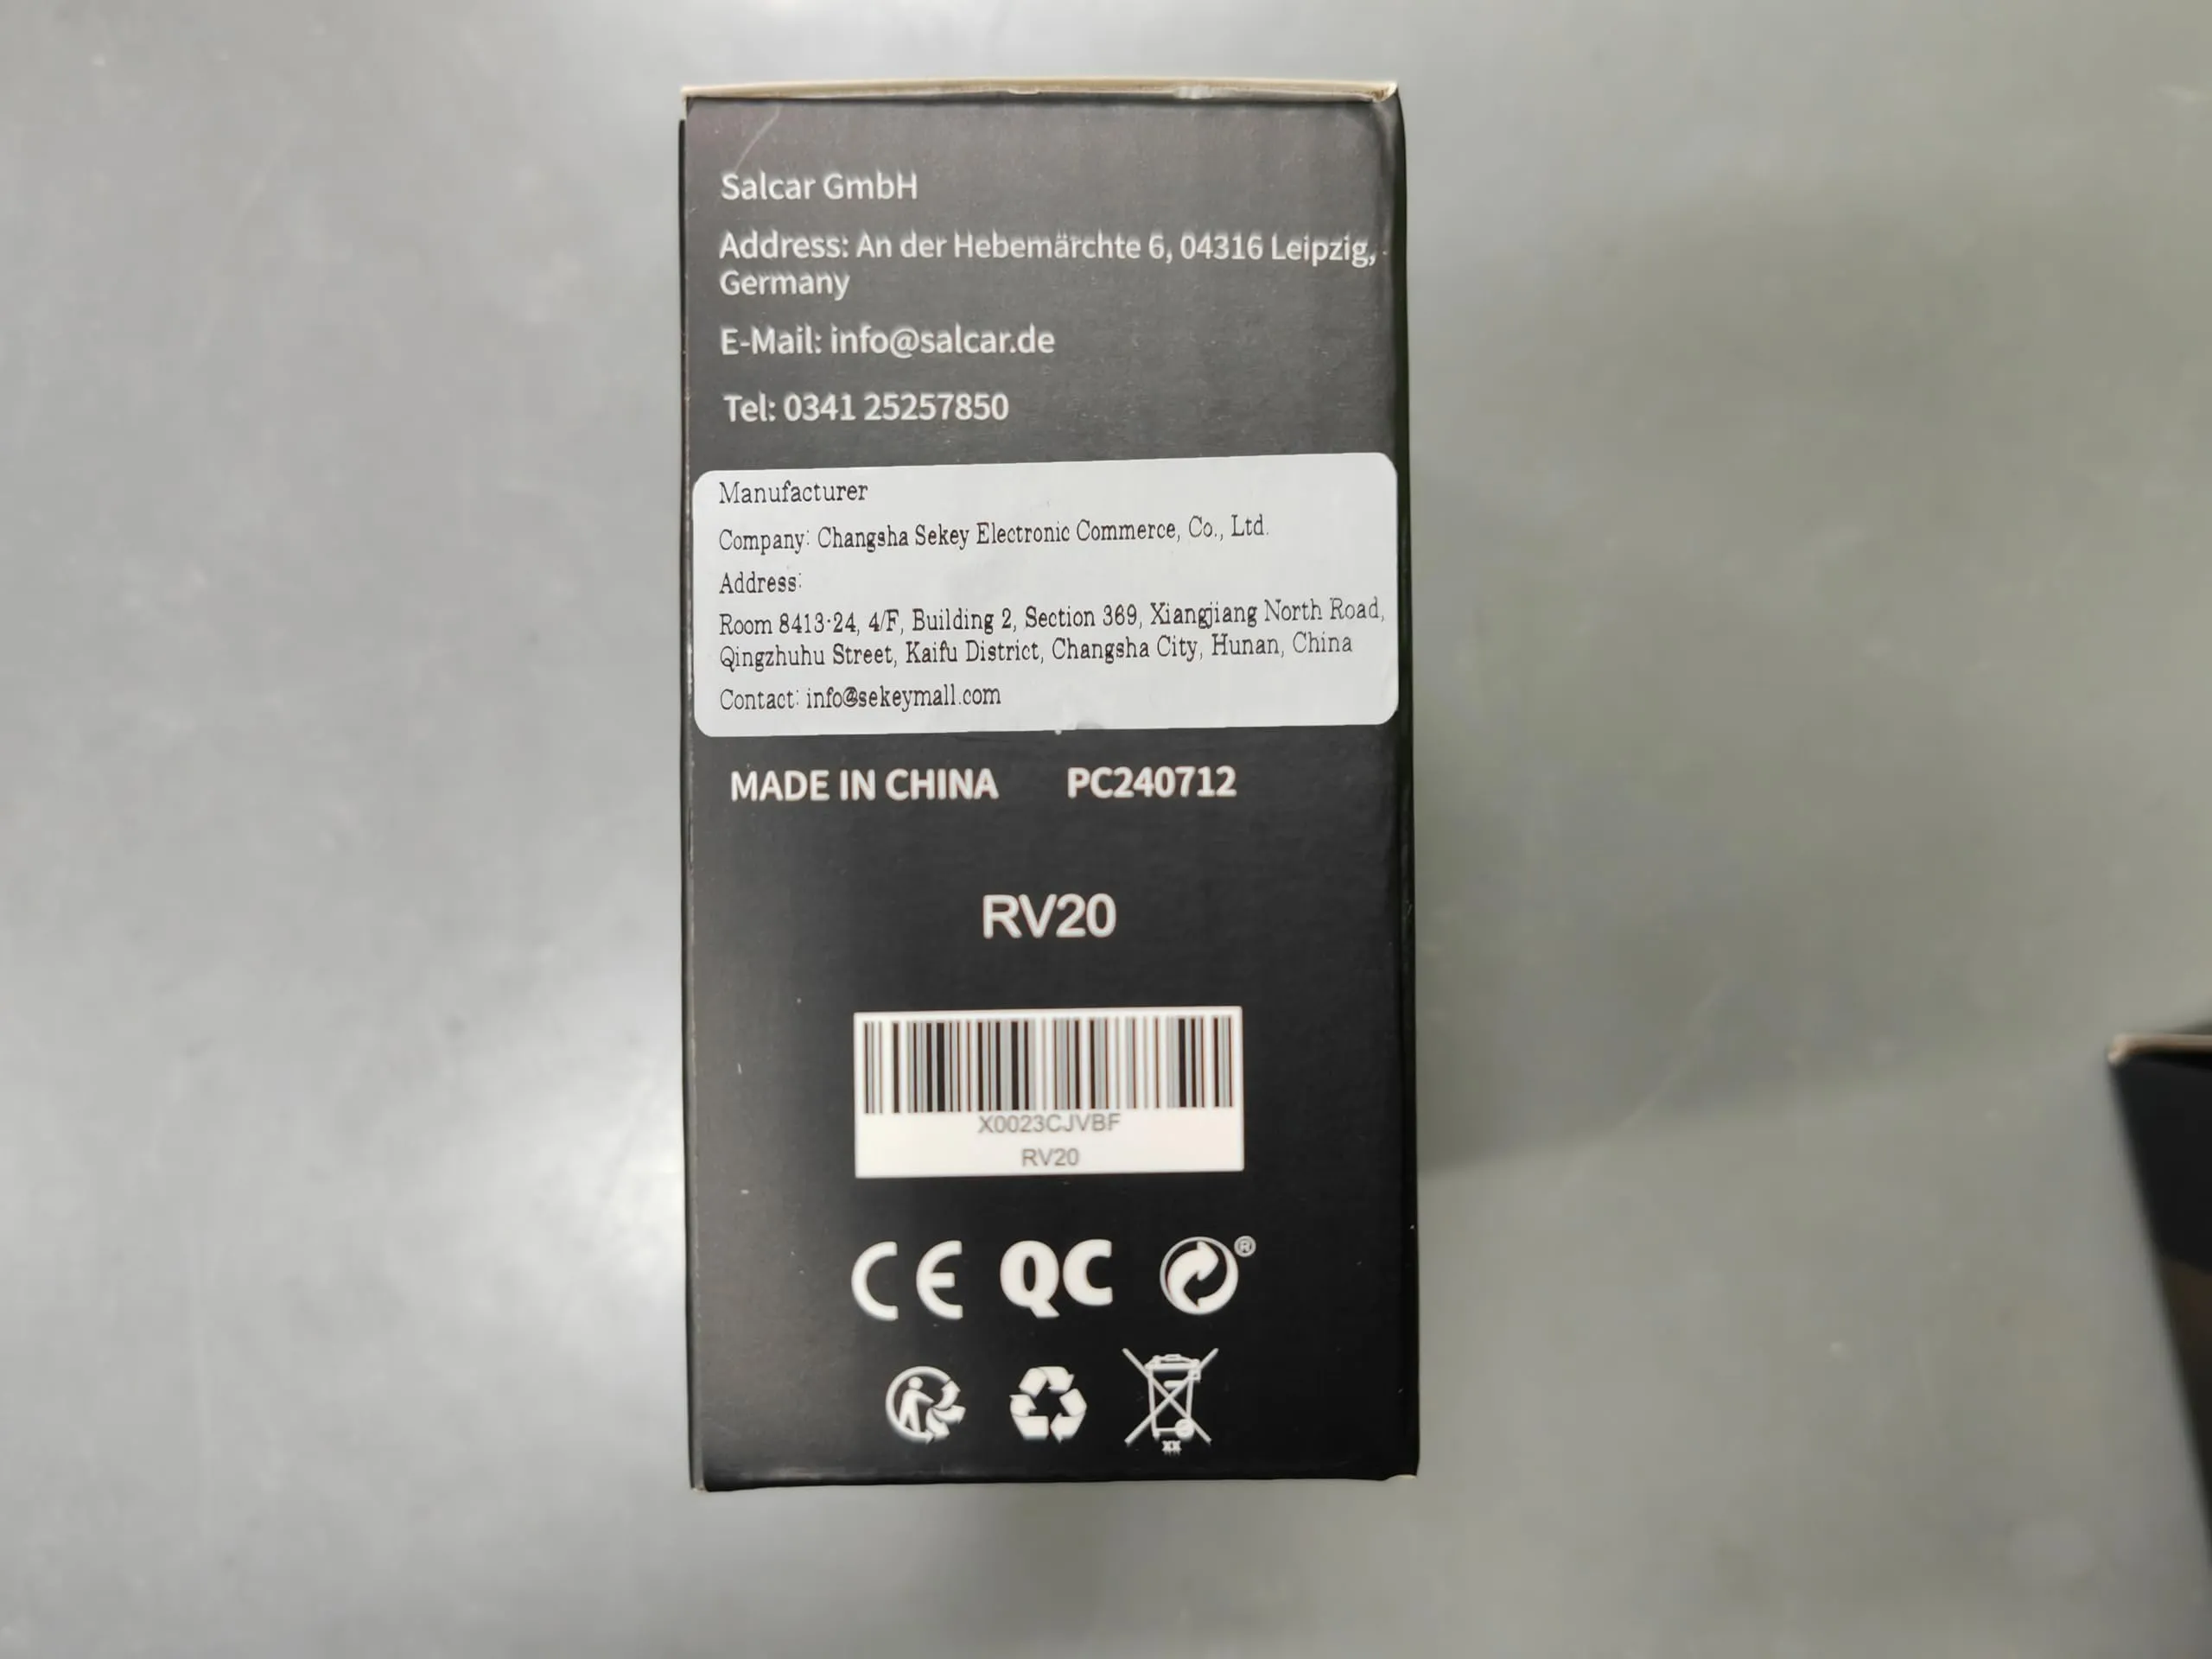 Salcar GmbH
Address: An der Hebemärchte 6, 04316 Leipzig,
Germany
E-Mail: info@salcar.de
Tel: 0341 25257850
Manufacturer
Company: Changsha Sekey Electronic Commerce, Co., Ltd.
Address:
Room 8413-24, 4/F, Building 2, Section 369, Xiangjiang North Road,
Qingzhuhu Street, Kaifu District, Changsha City, Hunan, China
Contact: info@sekeymall.com
MADE IN CHINA PC240712
RV20
X0023CJVBF
RV20
CE QC ®
XX